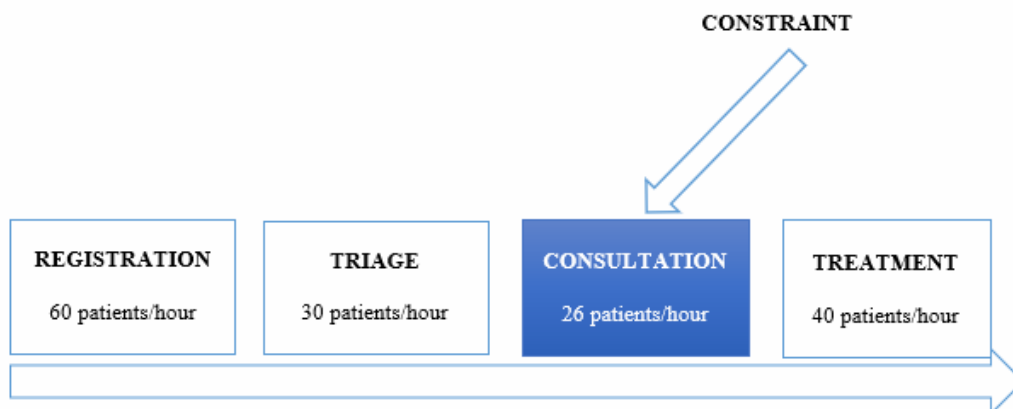 CONSTRAINT
REGISTRATION
60 patients/hour
TRIAGE
30 patients/hour
CONSULTATION
26 patients/hour
TREATMENT
40 patients/hour